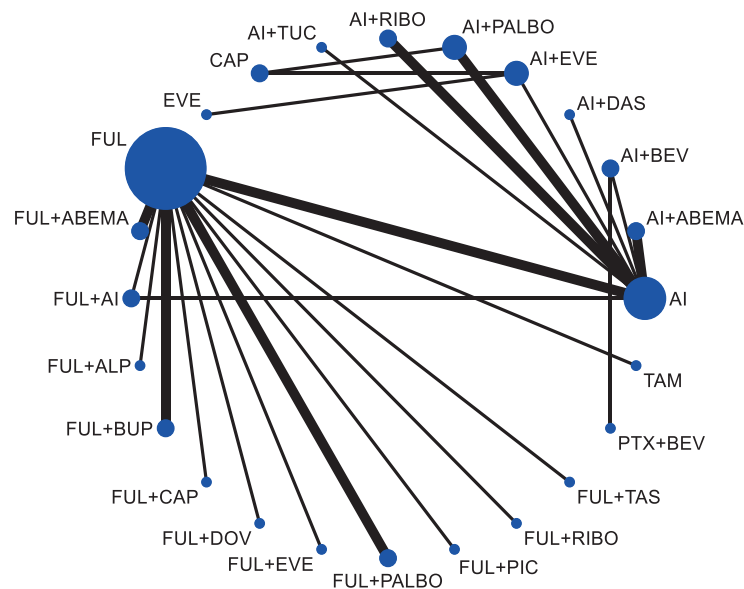 AI+RIBO
AI+TUC
AI+PALBO
CAP
AI+EVE
EVE
AI+DAS
FUL
AI+BEV
FUL+ABEMA
AI+ABEMA
FUL+AI
AI
FUL+ALP
TAM
FUL+BUP
PTX+BEV
FUL+CAP
FUL+TAS
FUL+DOV
FUL+RIBO
FUL+EVE
FUL+PIC
FUL+PALBO